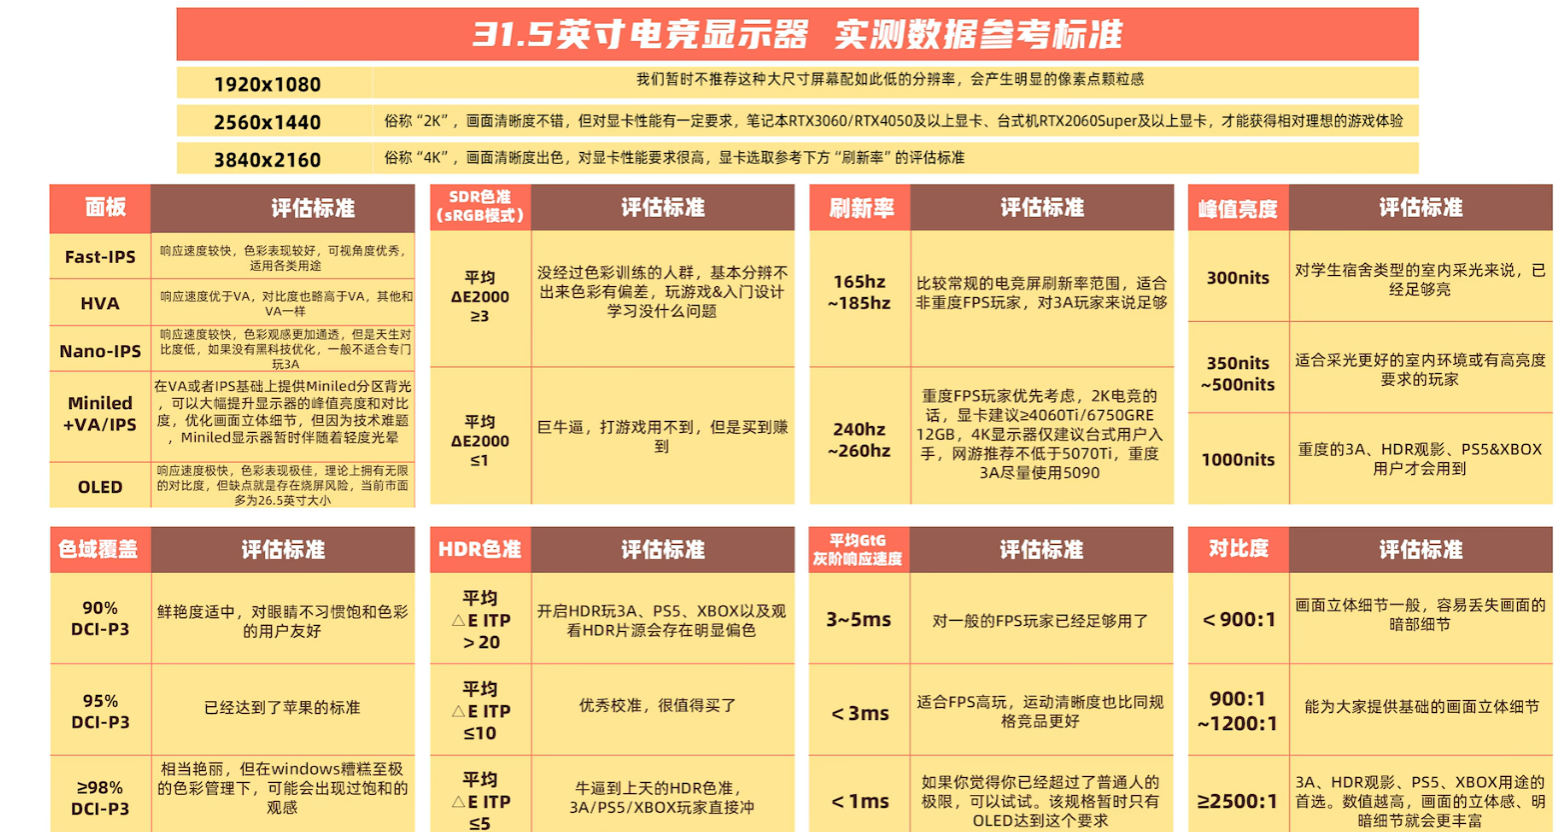 31.5英寸电竞显示器 实测数据参考标准
1920x1080
我们暂时不推荐这种大尺寸屏幕配如此低的分辨率，会产生明显的像素点颗粒感
2560x1440
俗称“2K”，画面清晰度不错，但对显卡性能有一定要求，笔记本RTX3060/RTX4050及以上显卡、台式机RTX2060Super及以上显卡，才能获得相对理想的游戏体验
3840x2160
俗称“4K”，画面清晰度出色，对显卡性能要求很高，显卡选取参考下方“刷新率”的评估标准
面板
评估标准
Fast-IPS
响应速度较快，色彩表现较好，可视角度优秀，
适用各类用途
HVA
响应速度优于VA，对比度也略高于VA，其他和
VA一样
Nano-IPS
响应速度较快，色彩观感更加通透，但是天生对
比度低，如果没有黑科技优化，一般不适合专门
玩3A
Miniled
+VA/IPS
在VA或者IPS基础上提供Miniled分区背光
，可以大幅提升显示器的峰值亮度和对比
度，优化画面立体细节，但因为技术难题
，Miniled显示器暂时伴随着轻度光晕
OLED
响应速度极快，色彩表现极佳，理论上拥有无限
的对比度，但缺点就是存在烧屏风险，当前市面
多为26.5英寸大小
SDR色准
（sRGB模式）
评估标准
平均
ΔE2000
≥3
没经过色彩训练的人群，基本分辨不
出来色彩有偏差，玩游戏&入门设计
学习没什么问题
平均
ΔE2000
≤1
巨牛逼，打游戏用不到，但是买到赚
到
刷新率
评估标准
165hz
~185hz
比较常规的电竞屏刷新率范围，适合
非重度FPS玩家，对3A玩家来说足够
240hz
~260hz
重度FPS玩家优先考虑，2K电竞的
话，显卡建议≥4060Ti/6750GRE
12GB，4K显示器仅建议台式用户入
手，网游推荐不低于5070Ti，重度
3A尽量使用5090
峰值亮度
评估标准
300nits
对学生宿舍类型的室内采光来说，已
经足够亮
350nits
~500nits
适合采光更好的室内环境或有高亮度
要求的玩家
1000nits
重度的3A、HDR观影、PS5&XBOX
用户才会用到
色域覆盖
评估标准
90%
DCI-P3
鲜艳度适中，对眼睛不习惯饱和色彩
的用户友好
95%
DCI-P3
已经达到了苹果的标准
≥98%
DCI-P3
相当艳丽，但在windows糟糕至极
的色彩管理下，可能会出现过饱和的
观感
HDR色准
评估标准
平均
△E ITP
＞20
开启HDR玩3A、PS5、XBOX以及观
看HDR片源会存在明显偏色
平均
△E ITP
≤10
优秀校准，很值得买了
平均
△E ITP
≤5
牛逼到上天的HDR色准，
3A/PS5/XBOX玩家直接冲
平均GtG
灰阶响应速度
评估标准
3~5ms
对一般的FPS玩家已经足够用了
＜3ms
适合FPS高玩，运动清晰度也比同规
格竞品更好
＜1ms
如果你觉得你已经超过了普通人的
极限，可以试试。该规格暂时只有
OLED达到这个要求
对比度
评估标准
＜900:1
画面立体细节一般，容易丢失画面的
暗部细节
900:1
~1200:1
能为大家提供基础的画面立体细节
≥2500:1
3A、HDR观影、PS5、XBOX用途的
首选。数值越高，画面的立体感、明
暗细节就会更丰富